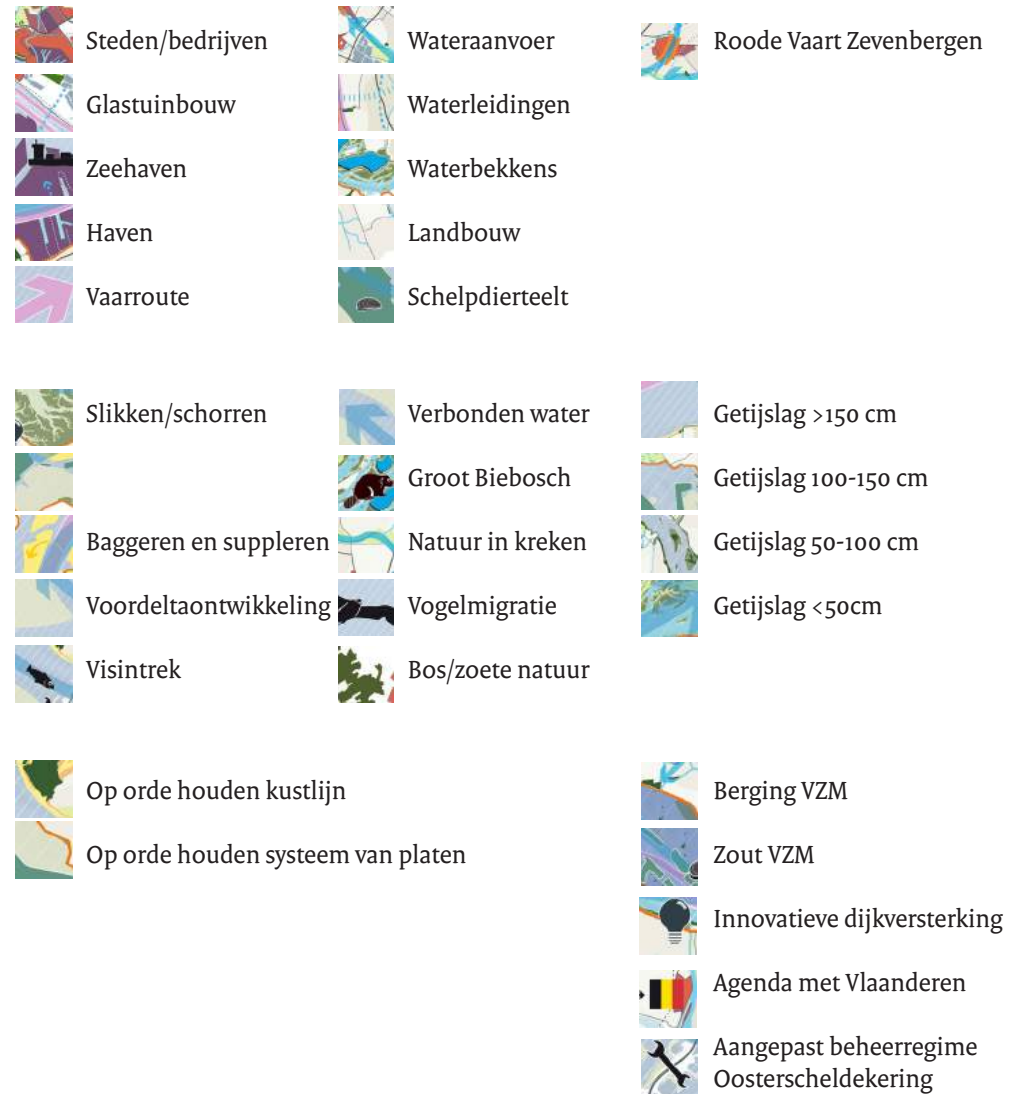 Steden/bedrijven
Glastuinbouw
Zeehaven
Haven
Vaarroute
Wateraanvoer
Waterleidingen
Waterbekkens
Landbouw
Schelpdierteelt
Roode Vaart Zevenbergen
Slikken/schorren
Baggeren en suppleren
Voordeltaontwikkeling
Visintrek
Verbonden water
Groot Biebosch
Natuur in kreken
Vogelmigratie
Bos/zoete natuur
Getijslag >150 cm
Getijslag 100-150 cm
Getijslag 50-100 cm
Getijslag <50cm
Op orde houden kustlijn
Op orde houden systeem van platen
Berging VZM
Zout VZM
Innovatieve dijkversterking
Agenda met Vlaanderen
Aangepast beheerregime
Oosterscheldekering